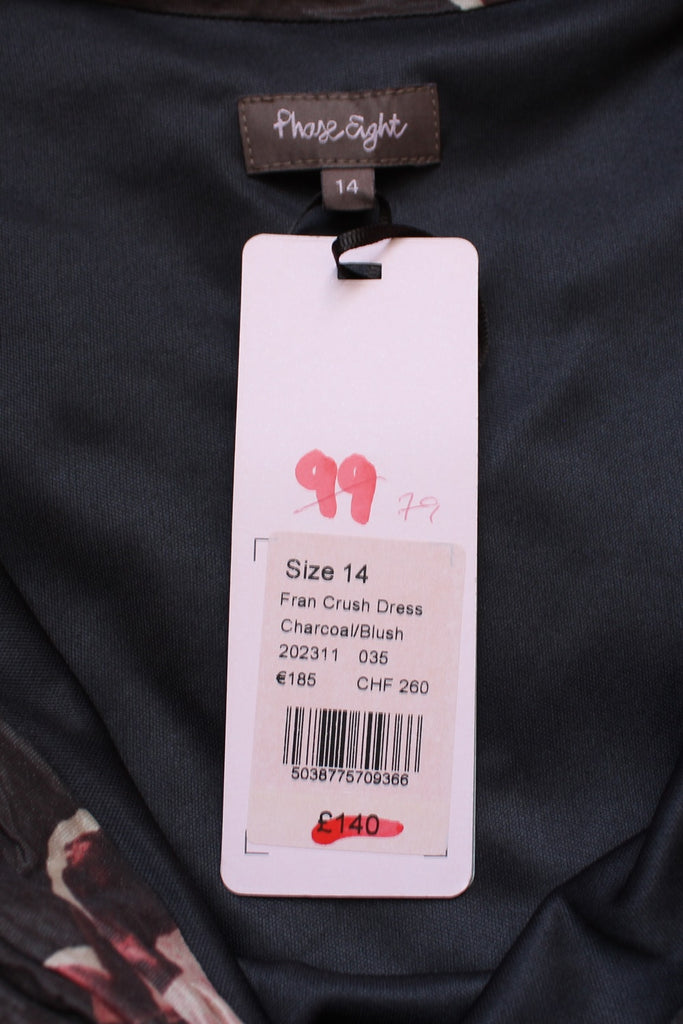 Phase Eight
14
99 79
Size 14
Fran Crush Dress
Charcoal/Blush
202311 035
€185 CHF 260
5038775709366
£140